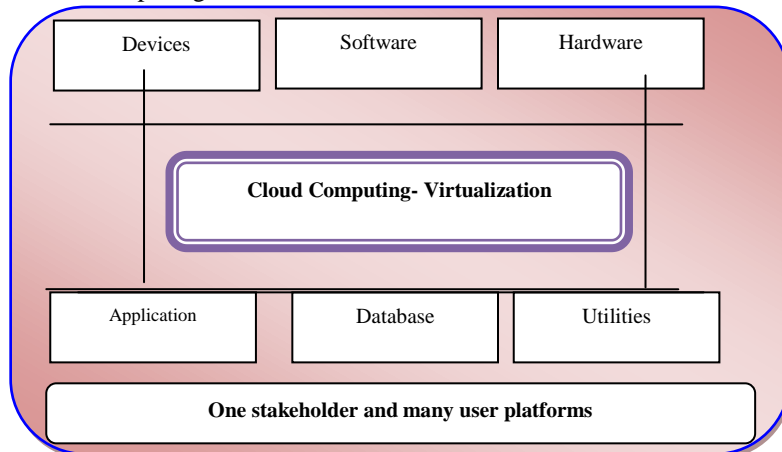 Devices Software Hardware
Cloud Computing- Virtualization
Application Database Utilities
One stakeholder and many user platforms